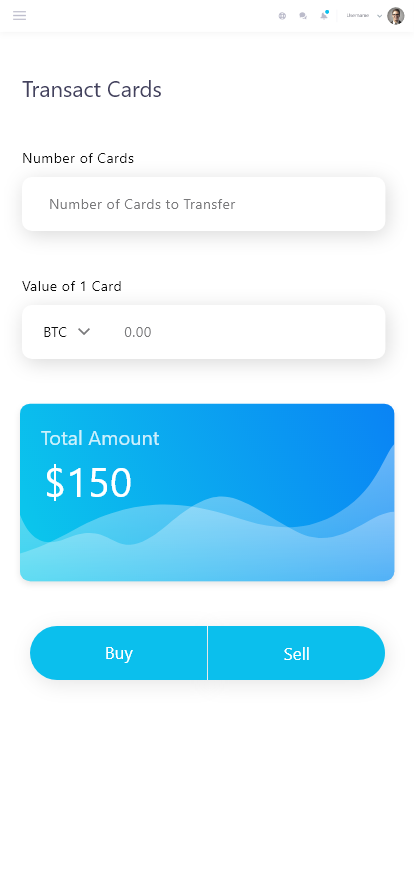 Username
Transact Cards
Number of Cards
Number of Cards to Transfer
Value of 1 Card
BTC 0.00
Total Amount
$150
Buy Sell